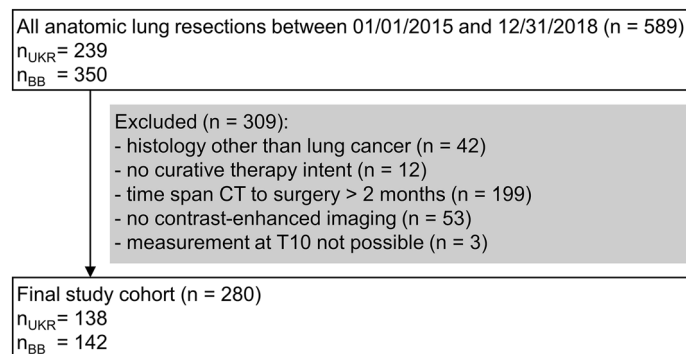 All anatomic lung resections between 01/01/2015 and 12/31/2018 (n = 589)
nUKR= 239
nBB = 350
Excluded (n = 309):
- histology other than lung cancer (n = 42)
- no curative therapy intent (n = 12)
- time span CT to surgery > 2 months (n = 199)
- no contrast-enhanced imaging (n = 53)
- measurement at T10 not possible (n = 3)
Final study cohort (n = 280)
nUKR= 138
nBB = 142